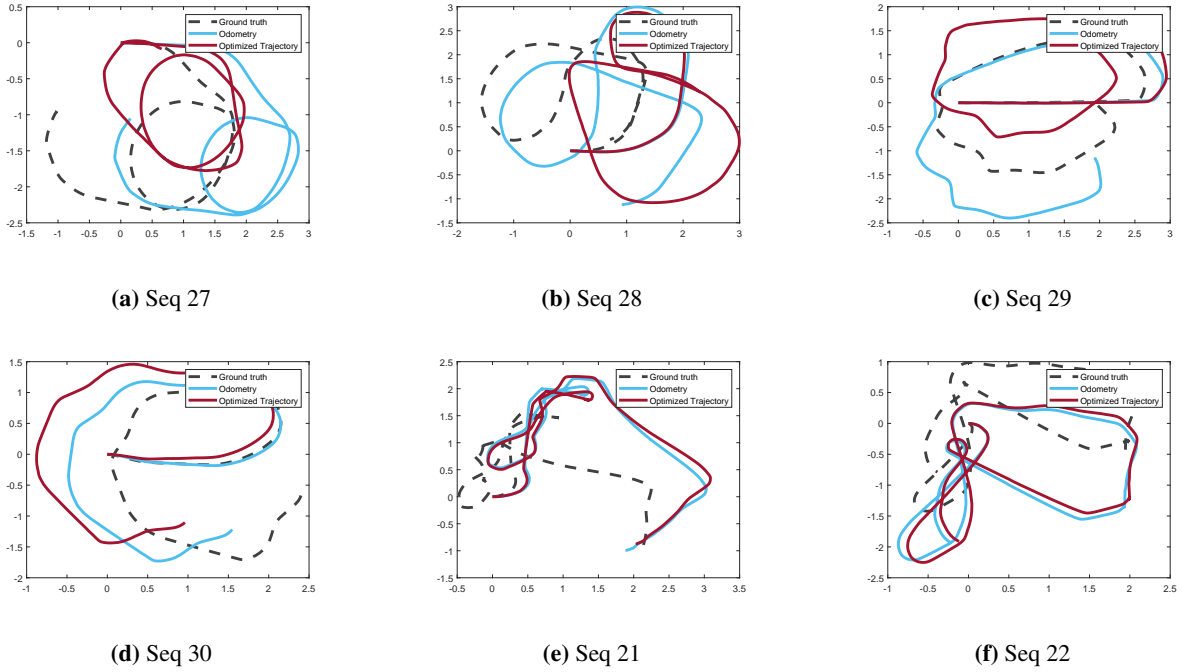 0.5
0
-0.5
-1
-1.5
-2
-2.5
-1.5 -1 -0.5 0 0.5 1 1.5 2 2.5 3
Ground truth
Odometry
Optimized Trajectory
(a) Seq 27
3
2.5
2
1.5
1
0.5
0
-0.5
-1
-1.5
-2 -1 0 1 2 3
Ground truth
Odometry
Optimized Trajectory
(b) Seq 28
2
1.5
1
0.5
0
-0.5
-1
-1.5
-2
-2.5
-1 0 1 2 3
Ground truth
Odometry
Optimized Trajectory
(c) Seq 29
1.5
1
0.5
0
-0.5
-1
-1.5
-2
-1 -0.5 0 0.5 1 1.5 2 2.5
Ground truth
Odometry
Optimized Trajectory
(d) Seq 30
2.5
2
1.5
1
0.5
0
-0.5
-1
-1.5
-0.5 0 0.5 1 1.5 2 2.5 3 3.5
Ground truth
Odometry
Optimized Trajectory
(e) Seq 21
1
0.5
0
-0.5
-1
-1.5
-2
-2.5
-1 -0.5 0 0.5 1 1.5 2 2.5
Ground truth
Odometry
Optimized Trajectory
(f) Seq 22